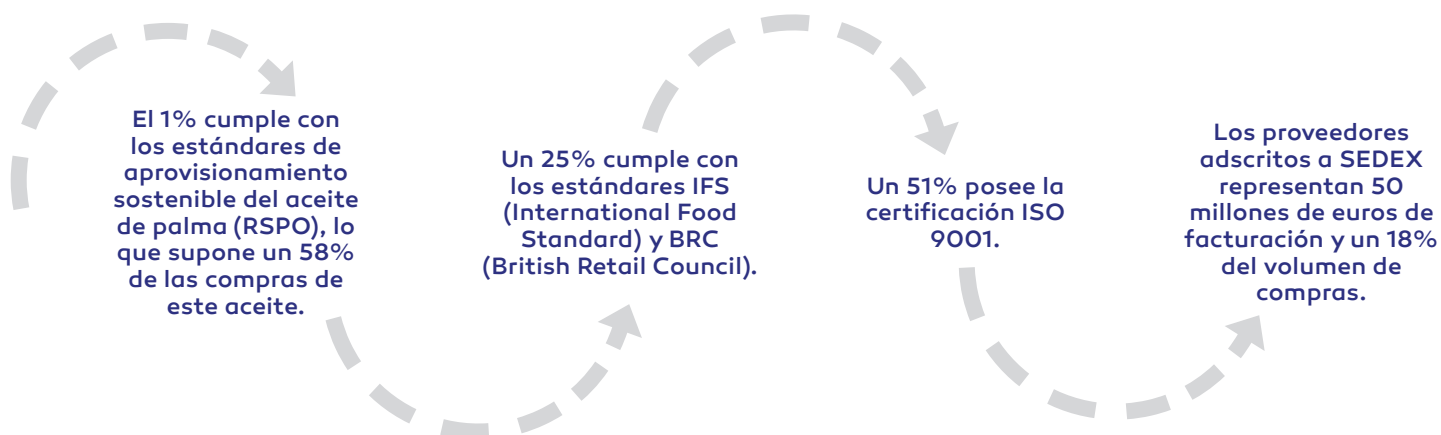 El 1% cumple con
los estándares de
aprovisionamiento
sostenible del aceite
de palma (RSPO), lo
que supone un 58%
de las compras de
este aceite.
Un 25% cumple con
los estándares IFS
(International Food
Standard) y BRC
(British Retail Council).
Un 51% posee la
certificación ISO
9001.
Los proveedores
adscritos a SEDEX
representan 50
millones de euros de
facturación y un 18%
del volumen de
compras.